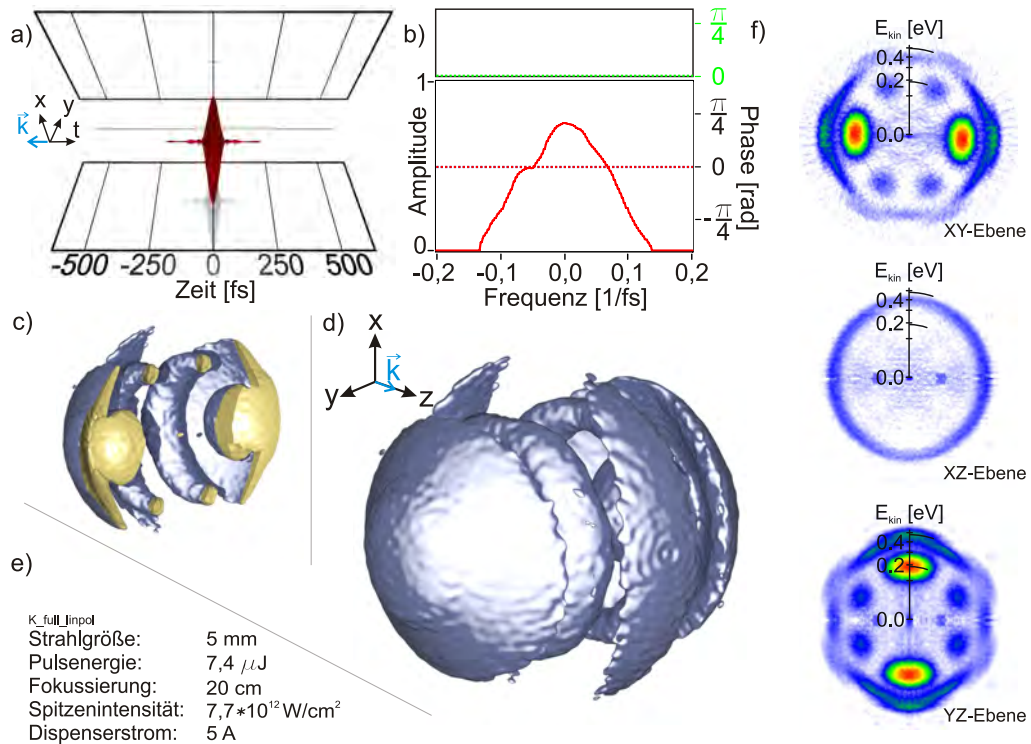 a)
x
y
k
t
-500
-250
0
250
500
Zeit [fs]
b)
π/4
0
1
Amplitude
0
π/4
0
-π/4
Phase [rad]
-0,2
-0,1
0,0
0,1
0,2
Frequenz [1/fs]
c)
d)
x
k
y
z
e)
K_full_linpol
Strahlgröße: 5 mm
Pulsenergie: 7,4 μJ
Fokussierung: 20 cm
Spitzenintensität: 7,7*10¹² W/cm²
Dispenserstrom: 5 A
f)
E_kin [eV]
0.4
0.2
0.0
XY-Ebene
E_kin [eV]
0.4
0.2
0.0
XZ-Ebene
E_kin [eV]
0.4
0.2
0.0
YZ-Ebene